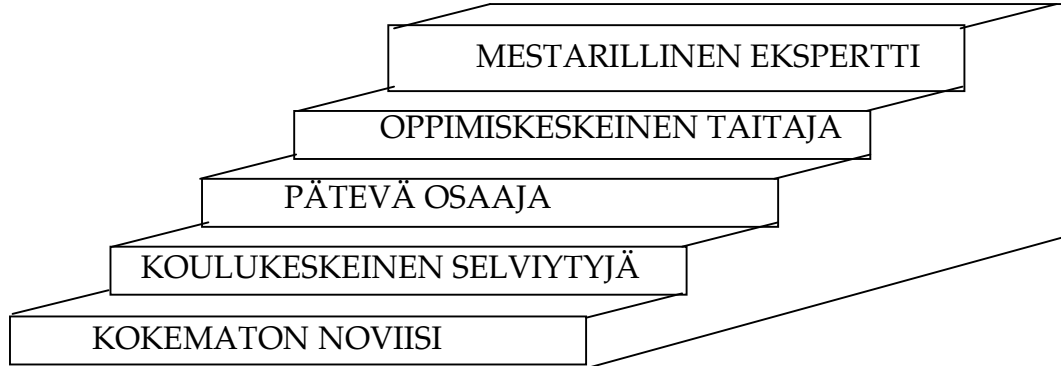 MESTARILLINEN EKSPERTTI
OPPIMISKESKEINEN TAITAJA
PÄTEVÄ OSAAJA
KOULUKESKEINEN SELVIYTYJÄ
KOKEMATON NOVIISI